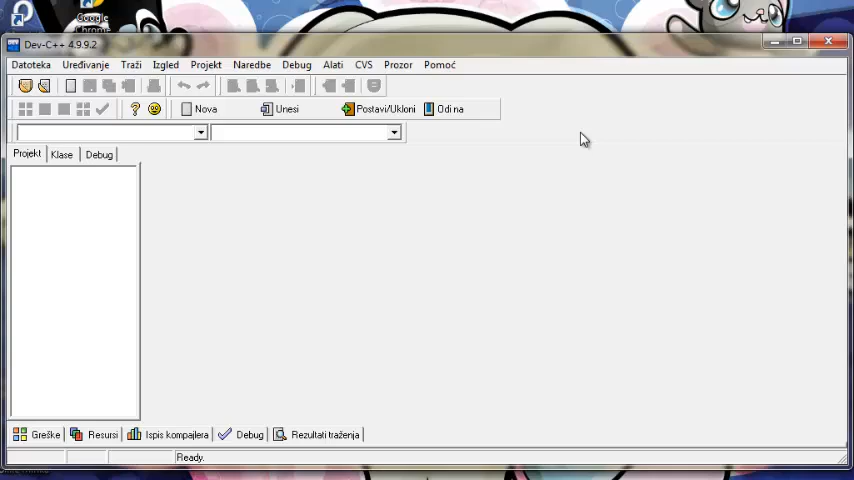 Google
Chrome
Dev-C++ 4.9.9.2
Datoteka Uređivanje Traži Izgled Projekt Naredbe Debug Alati CVS Prozor Pomoć
Nova Unesi Postavi/Ukloni Odi na
Projekt Klase Debug
Greške Resursi Ispis kompajlera Debug Rezultati traženja
Ready.